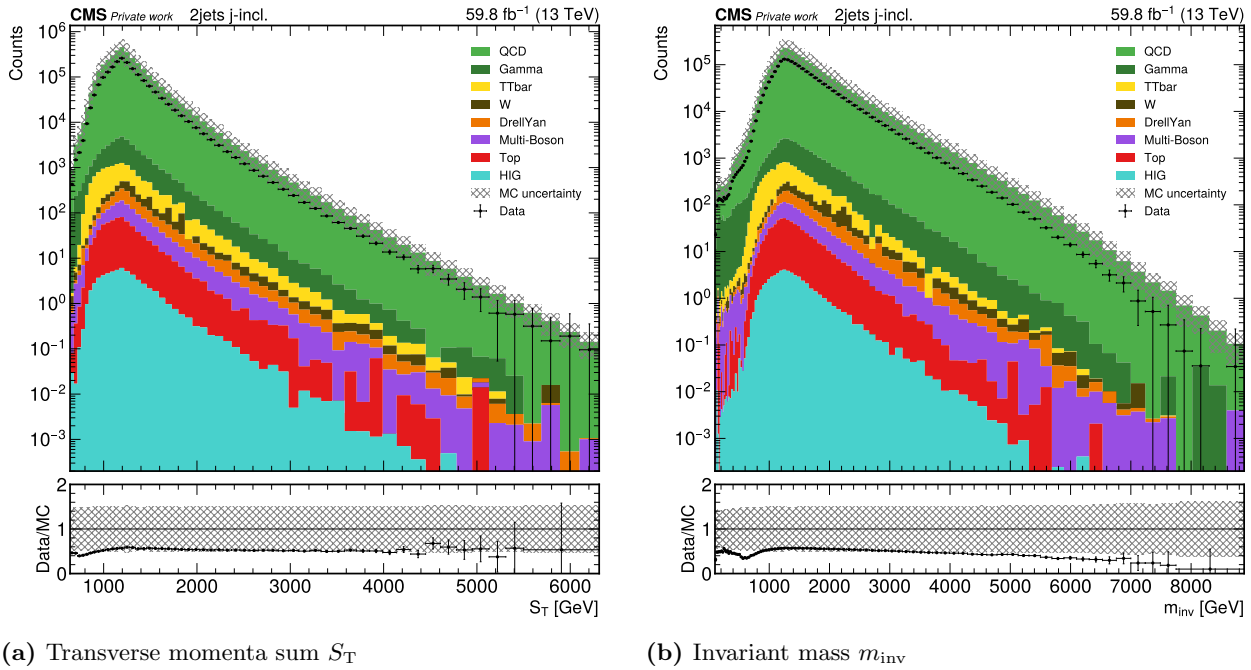 CMS Private work 2jets j-incl. 59.8 fb⁻¹ (13 TeV)
Counts
10⁶
10⁵
10⁴
10³
10²
10¹
10⁰
10⁻¹
10⁻²
10⁻³
QCD
Gamma
TTbar
W
DrellYan
Multi-Boson
Top
HIG
MC uncertainty
Data
Data/MC
2
1
0
1000 2000 3000 4000 5000 6000
S_T [GeV]
(a) Transverse momenta sum S_T
CMS Private work 2jets j-incl. 59.8 fb⁻¹ (13 TeV)
Counts
10⁵
10⁴
10³
10²
10¹
10⁰
10⁻¹
10⁻²
10⁻³
QCD
Gamma
TTbar
W
DrellYan
Multi-Boson
Top
HIG
MC uncertainty
Data
Data/MC
2
1
0
1000 2000 3000 4000 5000 6000 7000 8000
m_inv [GeV]
(b) Invariant mass m_inv